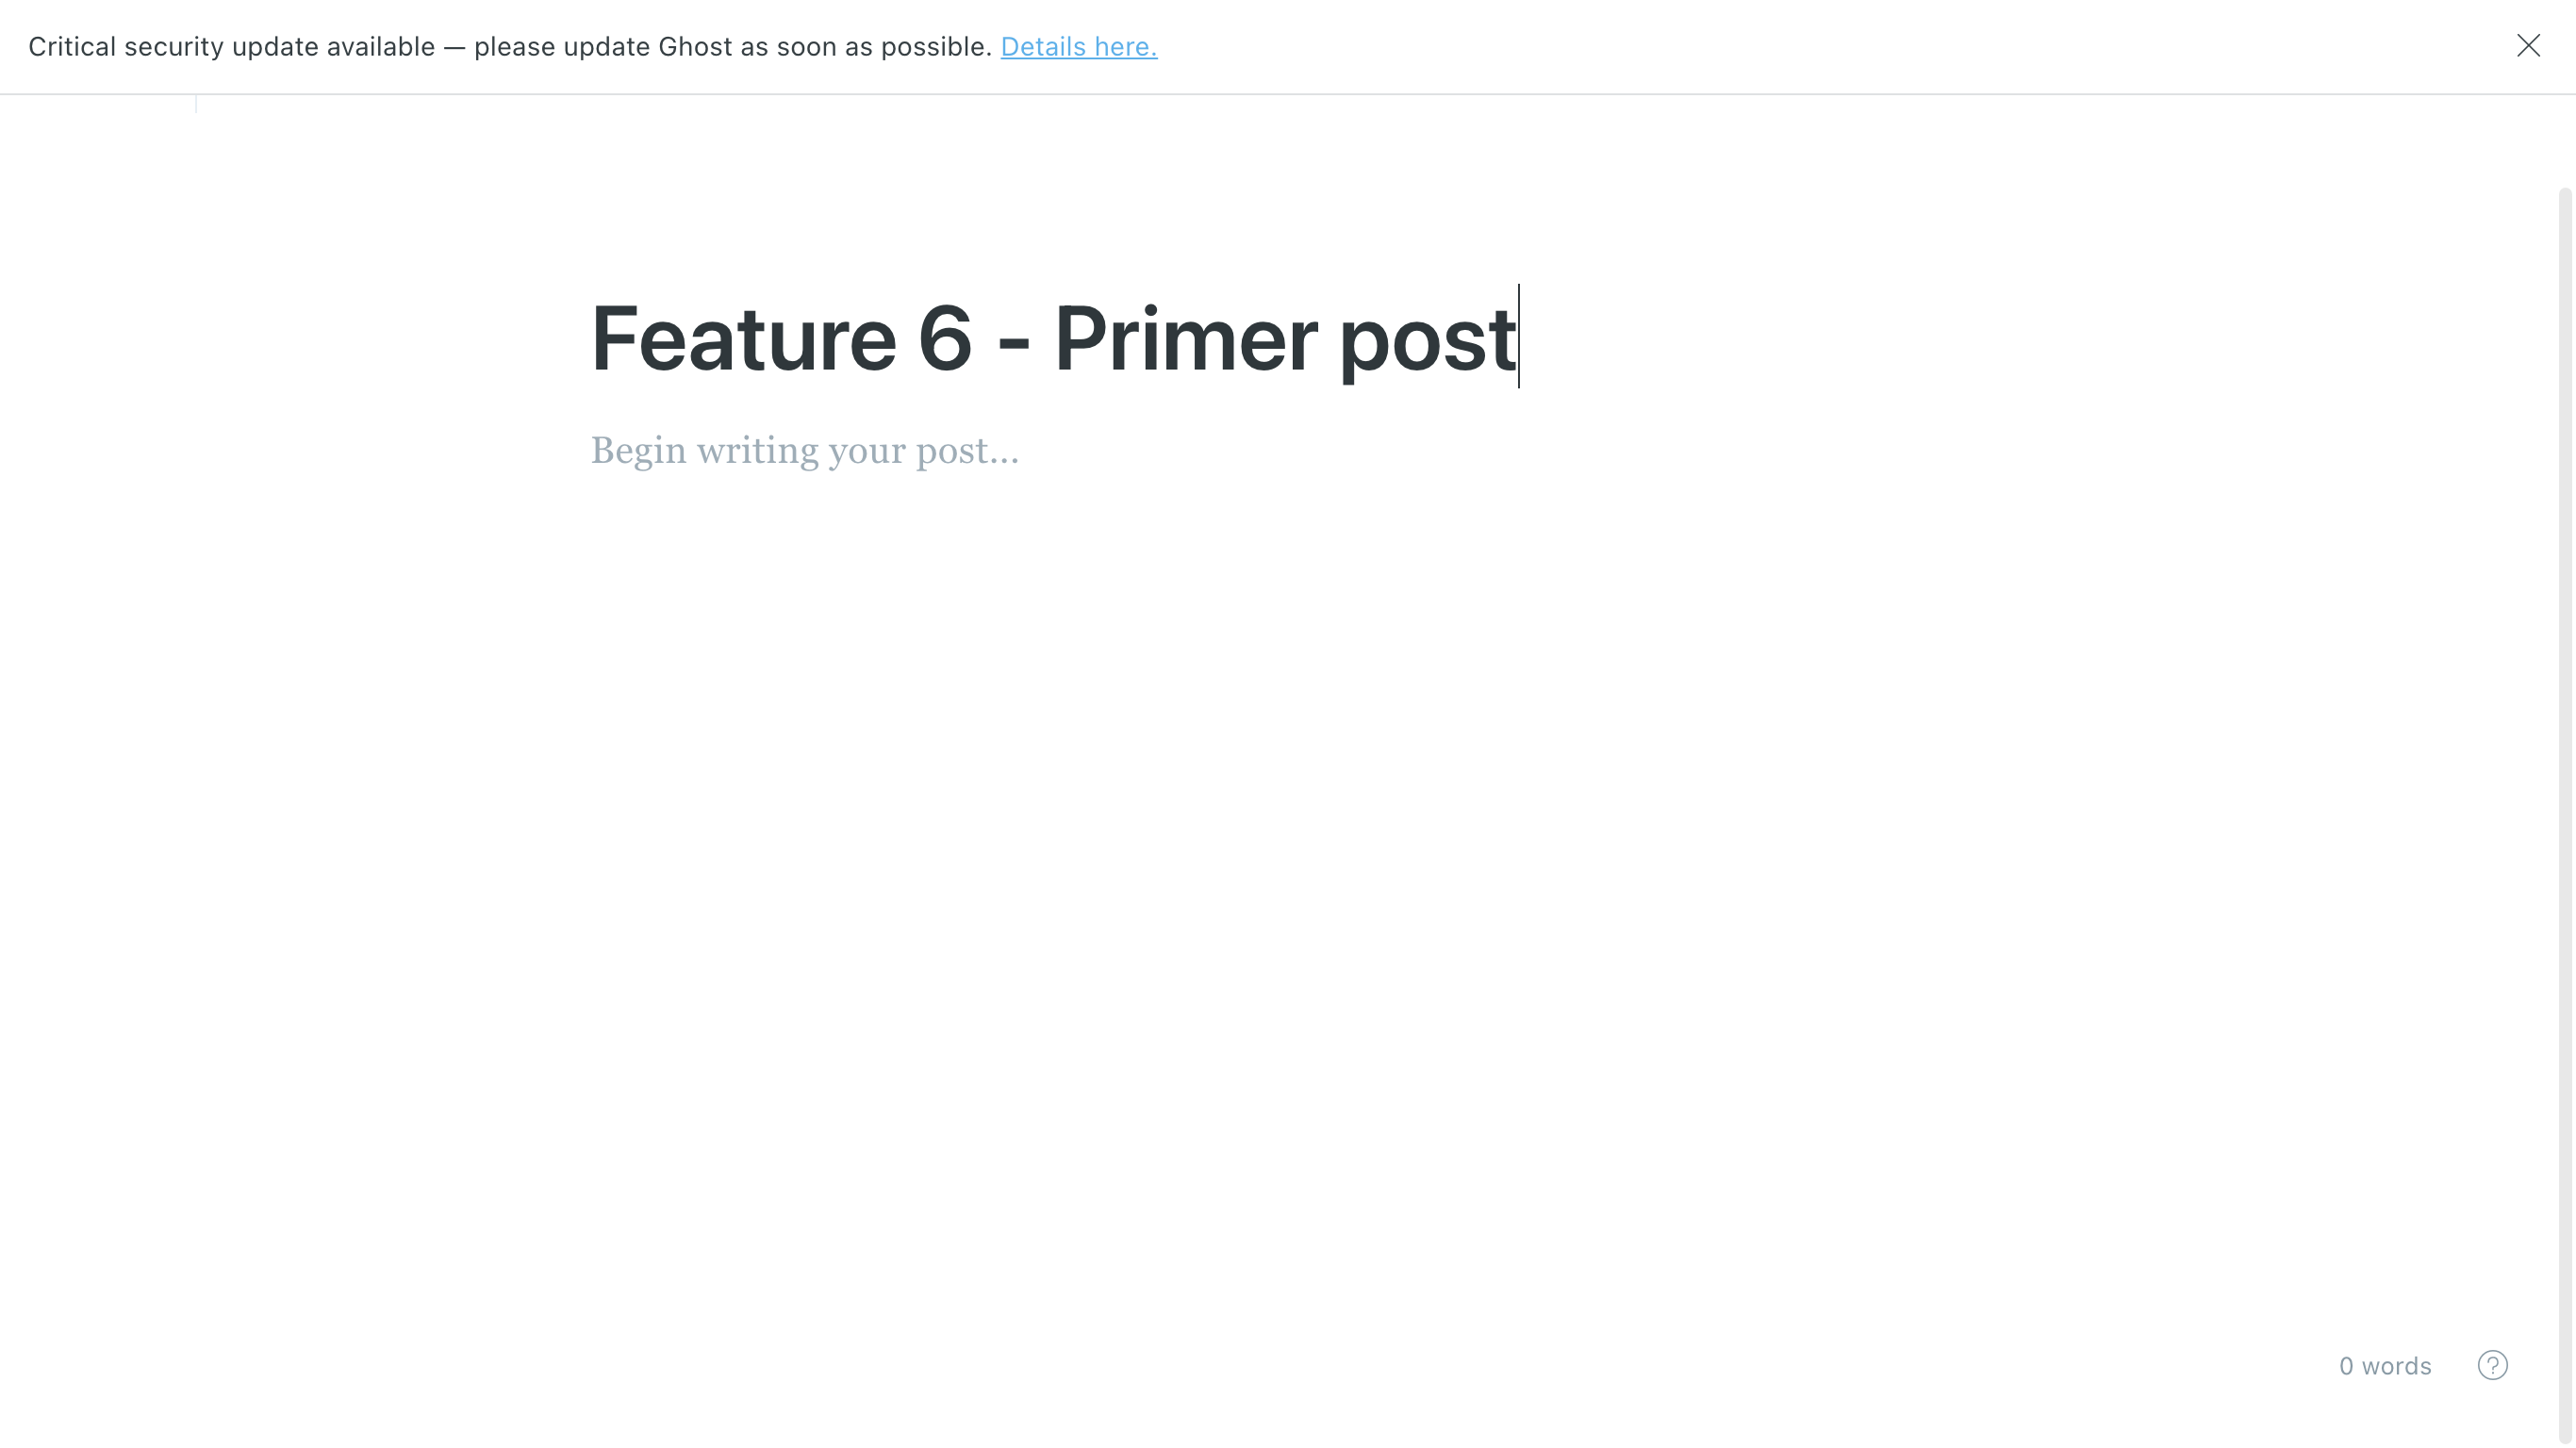 Critical security update available — please update Ghost as soon as possible. Details here.
Feature 6 - Primer post
Begin writing your post...
0 words
?